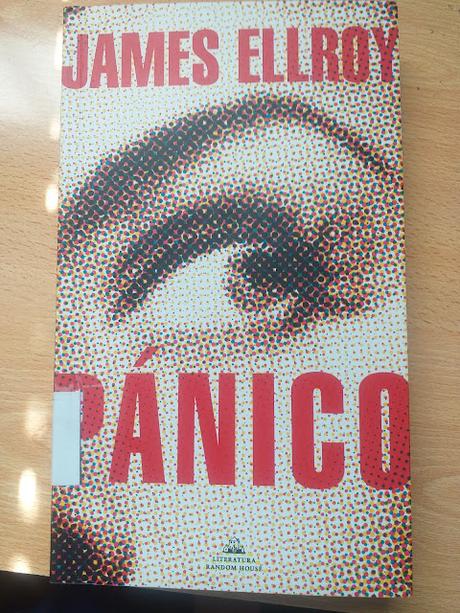 JAMES ELLROY
PÁNICO
LITERATURA
RANDOM HOUSE